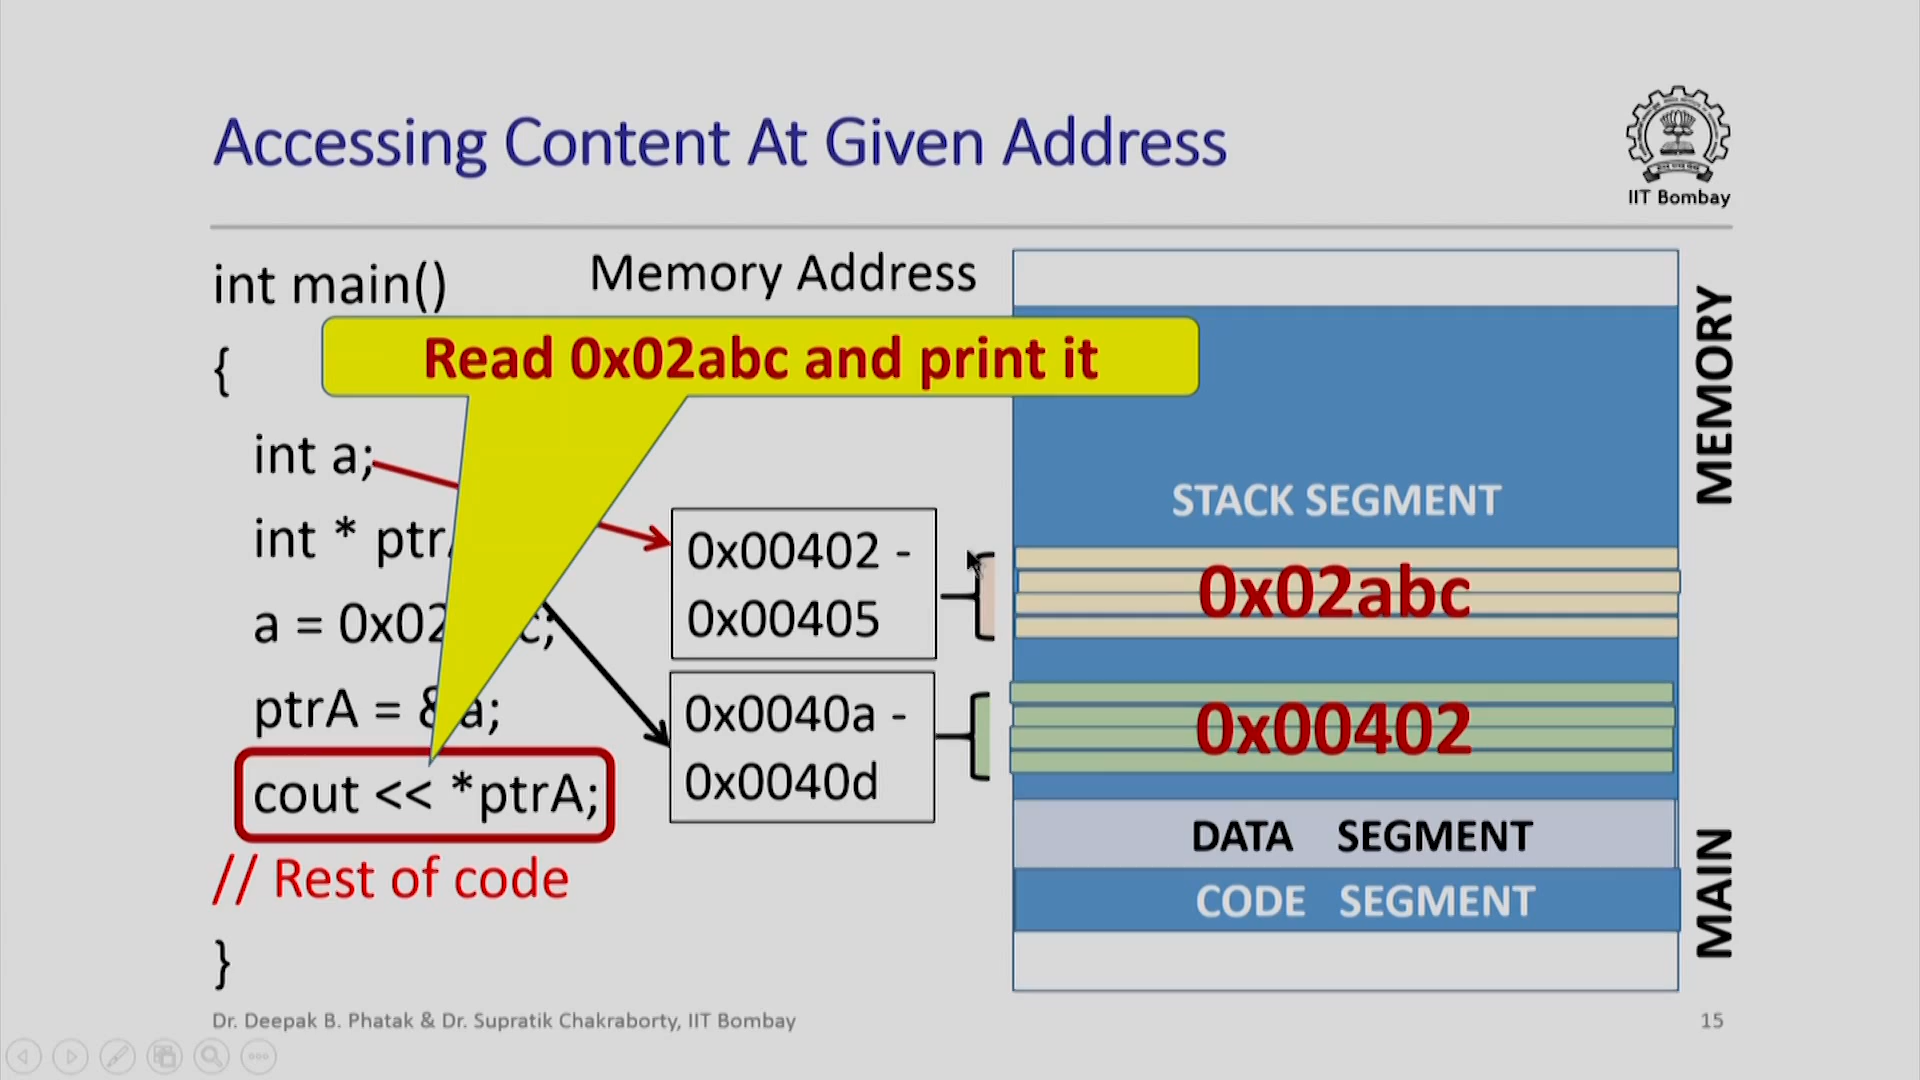 Accessing Content At Given Address
IIT Bombay
int main()
Memory Address
{
Read 0x02abc and print it
int a;
int * ptr
a = 0x02 c;
ptrA = &a;
cout << *ptrA;
// Rest of code
}
0x00402 -
0x00405
0x0040a -
0x0040d
STACK SEGMENT
0x02abc
0x00402
DATA SEGMENT
CODE SEGMENT
MAIN MEMORY
Dr. Deepak B. Phatak & Dr. Supratik Chakraborty, IIT Bombay
15